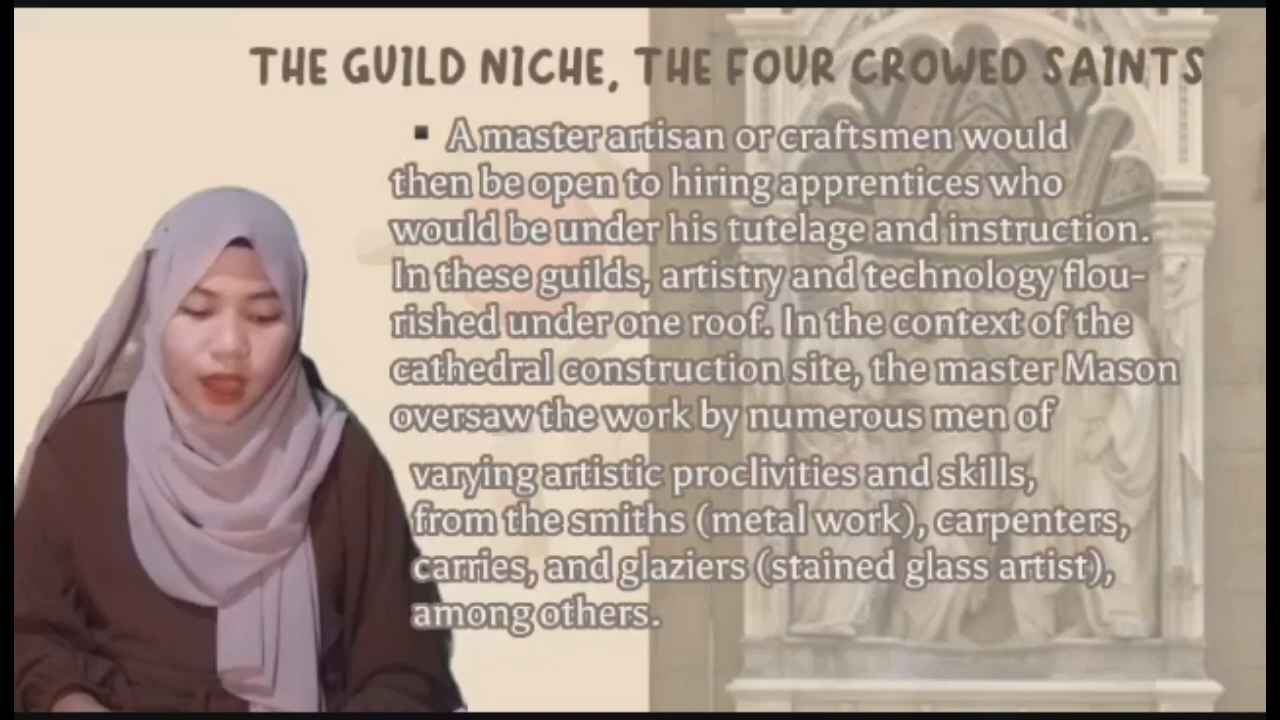 THE GUILD NICHE, THE FOUR CROWED SAINTS
▪ A master artisan or craftsmen would
then be open to hiring apprentices who
would be under his tutelage and instruction.
In these guilds, artistry and technology flou-
rished under one roof. In the context of the
cathedral construction site, the master Mason
oversaw the work by numerous men of
varying artistic proclivities and skills,
from the smiths (metal work), carpenters,
carries, and glaziers (stained glass artist),
among others.